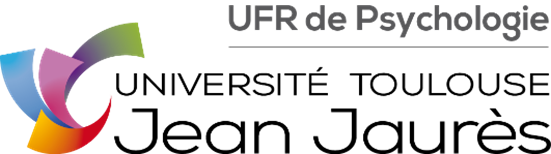 UFR de Psychologie
UNIVERSITÉ TOULOUSE
Jean Jaurès